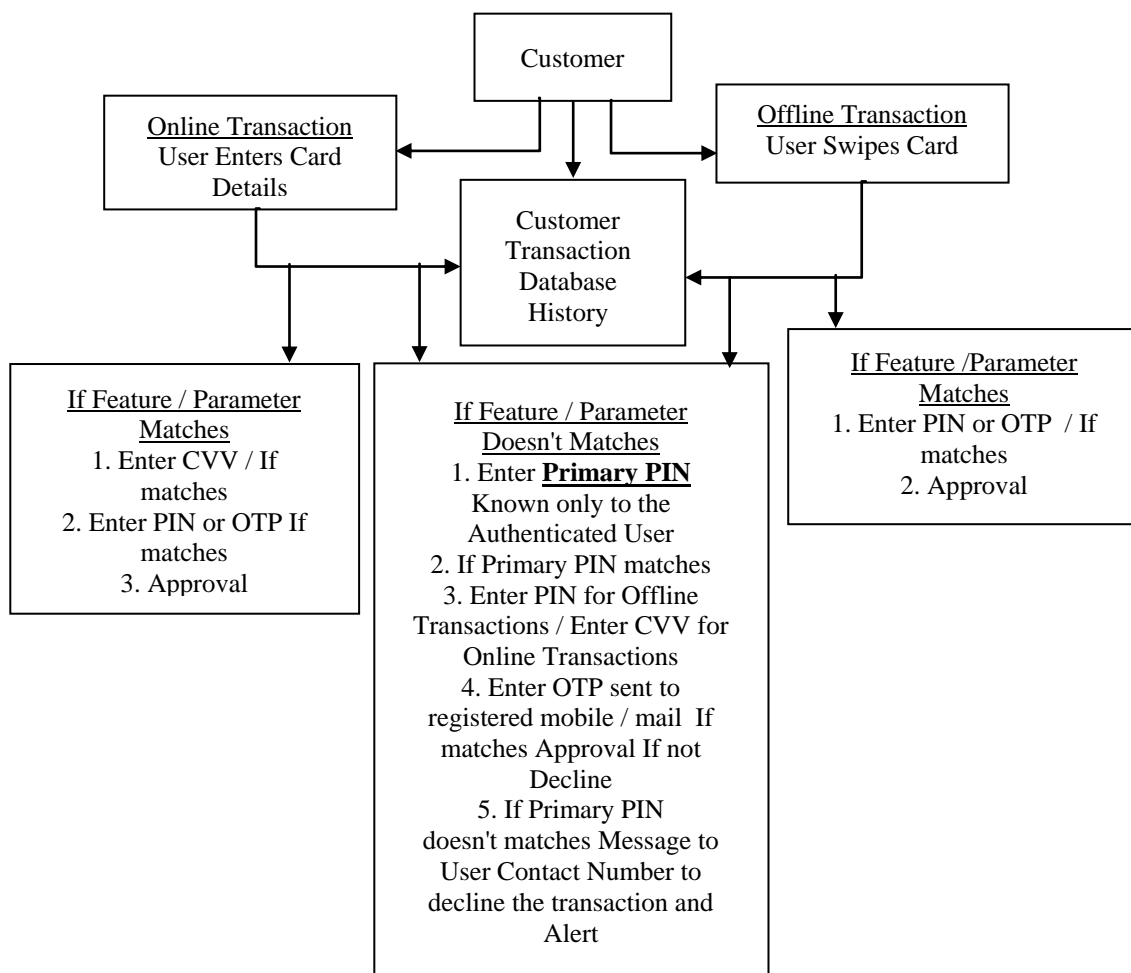 Customer
Online Transaction
User Enters Card
Details
Offline Transaction
User Swipes Card
Customer
Transaction
Database
History
If Feature / Parameter
Matches
1. Enter CVV / If
matches
2. Enter PIN or OTP If
matches
3. Approval
If Feature / Parameter
Doesn't Matches
1. Enter Primary PIN
Known only to the
Authenticated User
2. If Primary PIN matches
3. Enter PIN for Offline
Transactions / Enter CVV for
Online Transactions
4. Enter OTP sent to
registered mobile / mail If
matches Approval If not
Decline
5. If Primary PIN
doesn't matches Message to
User Contact Number to
decline the transaction and
Alert
If Feature /Parameter
Matches
1. Enter PIN or OTP / If
matches
2. Approval